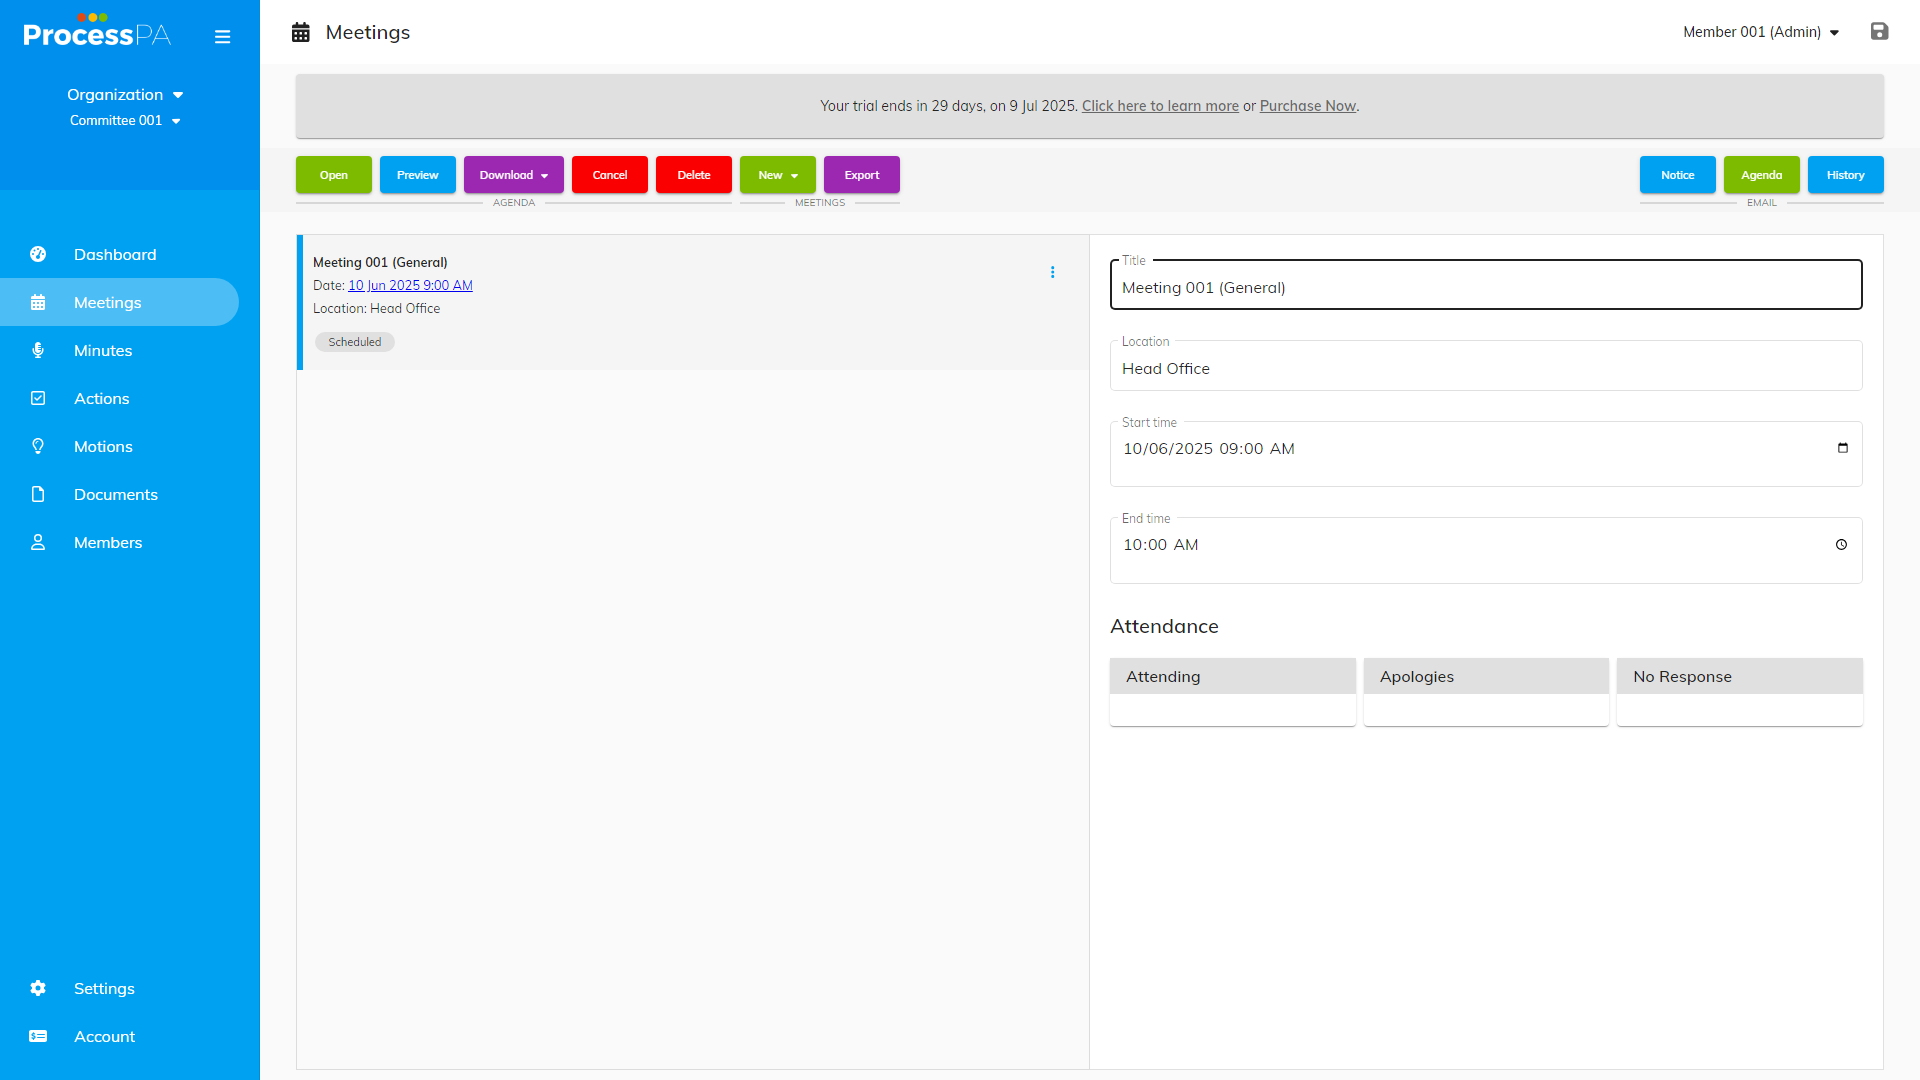 ProcessPA
Organization
Committee 001
Dashboard
Meetings
Minutes
Actions
Motions
Documents
Members
Settings
Account
Meetings
Member 001 (Admin)
Your trial ends in 29 days, on 9 Jul 2025. Click here to learn more or Purchase Now.
Open
Preview
Download
Cancel
Delete
New
Export
AGENDA
MEETINGS
Notice
Agenda
History
EMAIL
Meeting 001 (General)
Date: 10 Jun 2025 9:00 AM
Location: Head Office
Scheduled
Title
Meeting 001 (General)
Location
Head Office
Start time
10/06/2025 09:00 AM
End time
10:00 AM
Attendance
Attending
Apologies
No Response